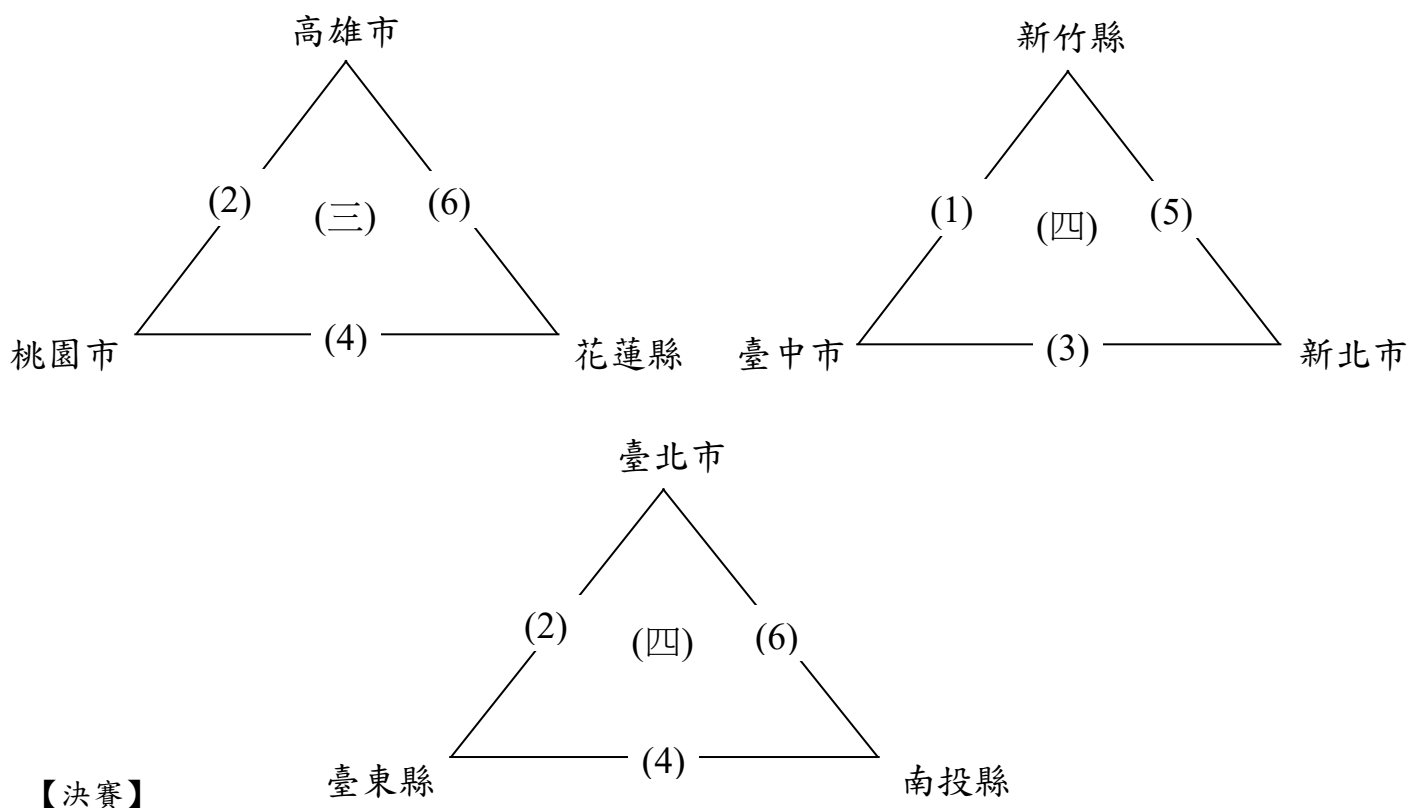 高雄市
(2)
(三)
(6)
桃園市
(4)
花蓮縣
新竹縣
(1)
(四)
(5)
臺中市
(3)
新北市
臺北市
(2)
(四)
(6)
臺東縣
(4)
南投縣
【決賽】